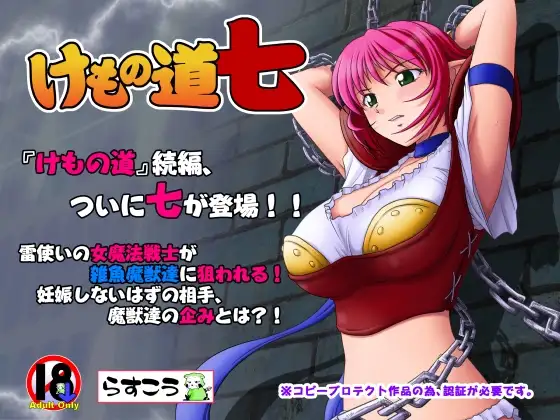 けもの道七
『けもの道』続編、
ついに七が登場！！
雷使いの女魔法戦士が
雑魚魔獣達に狙われる！
妊娠しないはずの相手、
魔獣達の企みとは？！
18
Adult Only
らすこう
※コピープロテクト作品の為、認証が必要です。